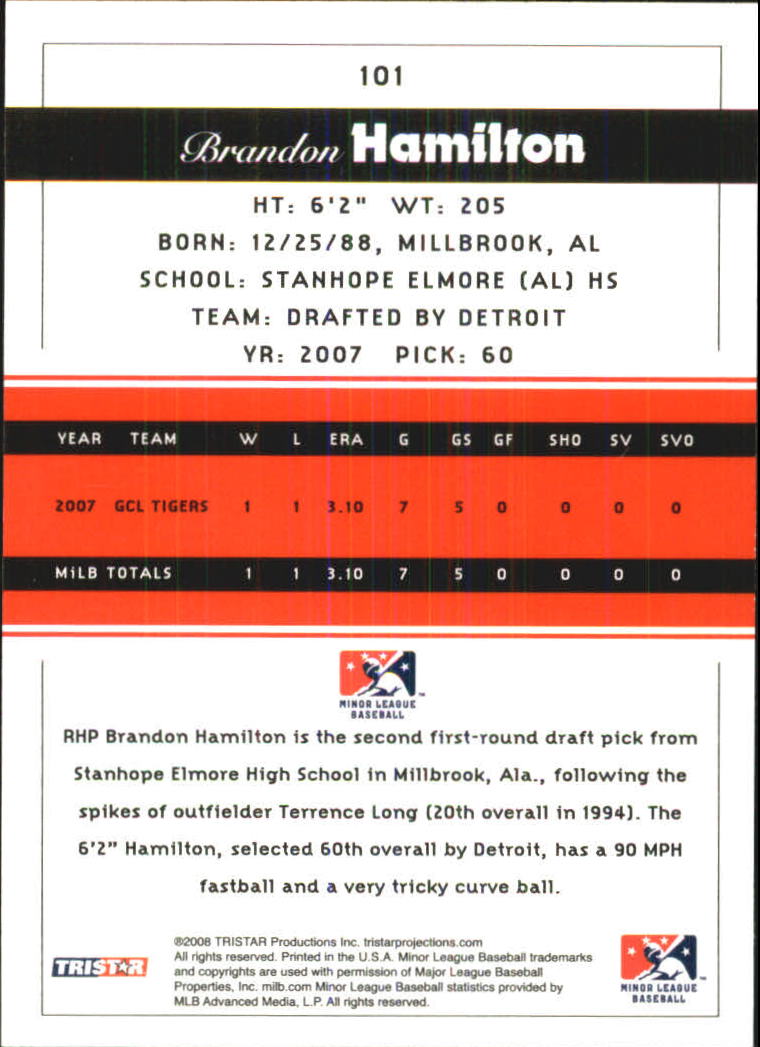 101
Brandon Hamilton
HT: 6'2" WT: 205
BORN: 12/25/88, MILLBROOK, AL
SCHOOL: STANHOPE ELMORE (AL) HS
TEAM: DRAFTED BY DETROIT
YR: 2007 PICK: 60
YEAR TEAM W L ERA G GS GF SHO SV SVO
2007 GCL TIGERS 1 1 3.10 7 5 0 0 0 0
MiLB TOTALS 1 1 3.10 7 5 0 0 0 0
MINOR LEAGUE
BASEBALL
RHP Brandon Hamilton is the second first-round draft pick from
Stanhope Elmore High School in Millbrook, Ala., following the
spikes of outfielder Terrence Long (20th overall in 1994). The
6'2" Hamilton, selected 60th overall by Detroit, has a 90 MPH
fastball and a very tricky curve ball.
TRISTAR
©2008 TRISTAR Productions Inc. tristarprojections.com
All rights reserved. Printed in the U.S.A. Minor League Baseball trademarks
and copyrights are used with permission of Major League Baseball
Properties, Inc. milb.com Minor League Baseball statistics provided by
MLB Advanced Media, L.P. All rights reserved.
MINOR LEAGUE
BASEBALL